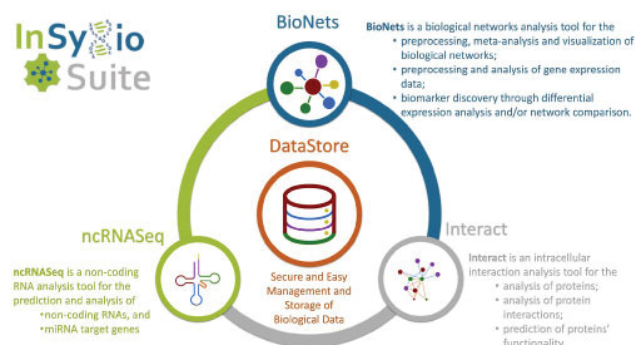 InSyBio
Suite
BioNets
BioNets is a biological networks analysis tool for the
• preprocessing, meta-analysis and visualization of
biological networks;
• preprocessing and analysis of gene expression
data;
• biomarker discovery through differential
expression analysis and/or network comparison.
DataStore
Secure and Easy
Management and
Storage of
Biological Data
ncRNASeq
ncRNASeq is a non-coding
RNA analysis tool for the
prediction and analysis of
•non-coding RNAs, and
•miRNA target genes
Interact
Interact is an intracellular
interaction analysis tool for the
• analysis of proteins;
• analysis of protein
interactions;
• prediction of proteins'
functionality